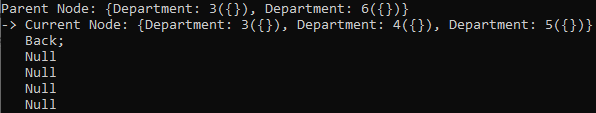 Parent Node: {Department: 3({}), Department: 6({})}
-> Current Node: {Department: 3({}), Department: 4({}), Department: 5({})}
Back;
Null
Null
Null
Null